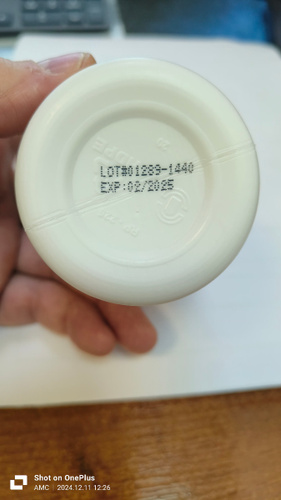 LOT#01289-1440
EXP:02/2025
Shot on OnePlus
AMC | 2024.12.11 12:26